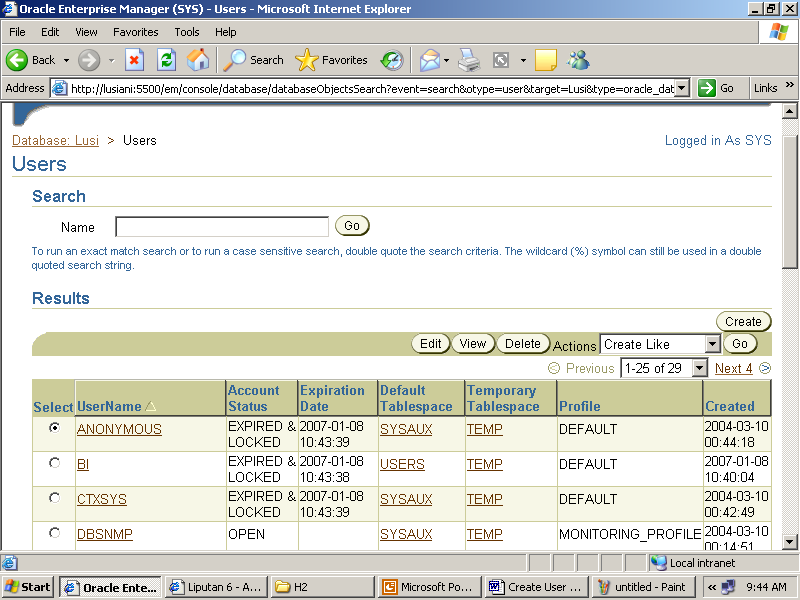 Oracle Enterprise Manager (SYS) - Users - Microsoft Internet Explorer
File Edit View Favorites Tools Help
Back Search Favorites
Address http://lusiani:5500/em/console/database/databaseObjectsSearch?event=search&otype=user&target=Lusi&type=oracle_dat Go Links »
Database: Lusi > Users Logged in As SYS
Users
Search
Name Go
To run an exact match search or to run a case sensitive search, double quote the search criteria. The wildcard (%) symbol can still be used in a double
quoted search string.
Results
Create
Edit View Delete Actions Create Like Go
Previous 1-25 of 29 Next 4
Select UserName Account Status Expiration Date Default Tablespace Temporary Tablespace Profile Created
ANONYMOUS EXPIRED & LOCKED 2007-01-08 10:43:39 SYSAUX TEMP DEFAULT 2004-03-10 00:44:18
BI EXPIRED & LOCKED 2007-01-08 10:43:38 USERS TEMP DEFAULT 2007-01-08 10:40:04
CTXSYS EXPIRED & LOCKED 2007-01-08 10:43:39 SYSAUX TEMP DEFAULT 2004-03-10 00:42:49
DBSNMP OPEN SYSAUX TEMP MONITORING_PROFILE 2004-03-10 00:14:51
Local intranet
Start Oracle Ente... Liputan 6 - A... H2 Microsoft Po... Create User ... untitled - Paint « 9:44 AM